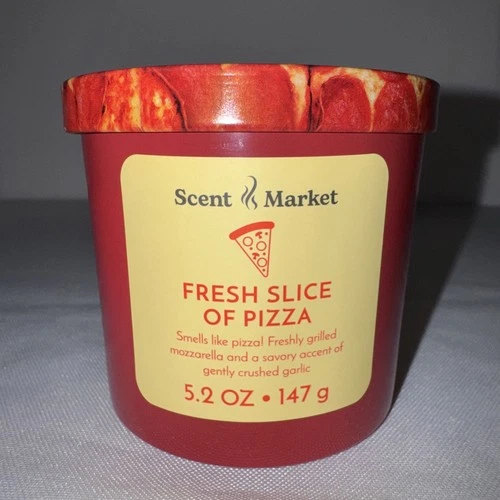 Scent Market
FRESH SLICE
OF PIZZA
Smells like pizza! Freshly grilled
mozzarella and a savory accent of
gently crushed garlic
5.2 OZ • 147 g